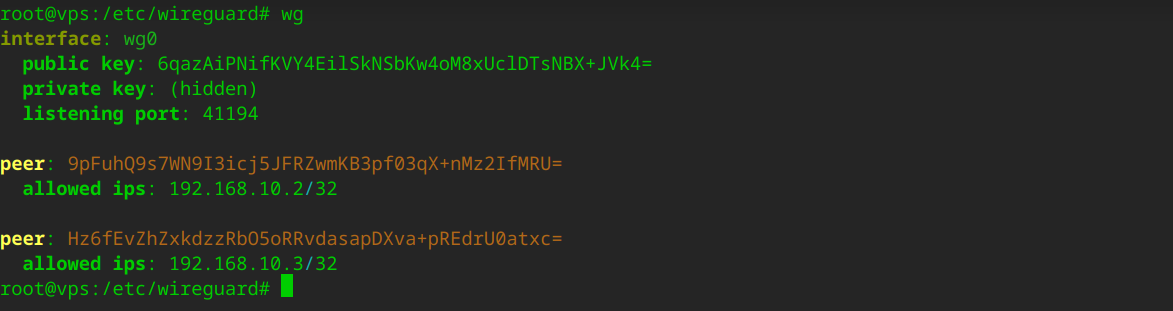 root@vps:/etc/wireguard# wg
interface: wg0
  public key: 6qazAiPNifKVY4EilSkNSbKw4oM8xUclDTsNBX+JVk4=
  private key: (hidden)
  listening port: 41194

peer: 9pFuhQ9s7WN9I3icj5JFRZwmKB3pf03qX+nMz2IfMRU=
  allowed ips: 192.168.10.2/32

peer: Hz6fEvZhZxkdzzRbO5oRRvdasapDXva+pREdrU0atxc=
  allowed ips: 192.168.10.3/32
root@vps:/etc/wireguard#